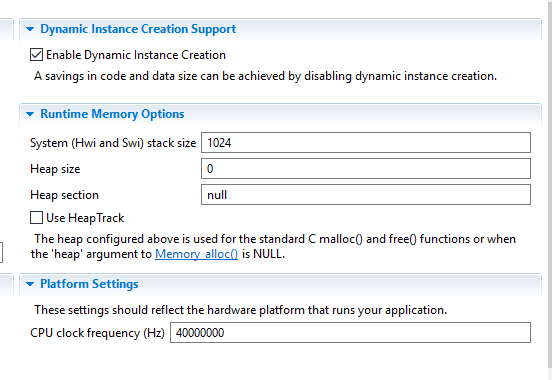 Dynamic Instance Creation Support
Enable Dynamic Instance Creation
A savings in code and data size can be achieved by disabling dynamic instance creation.
Runtime Memory Options
System (Hwi and Swi) stack size 1024
Heap size 0
Heap section null
Use HeapTrack
The heap configured above is used for the standard C malloc() and free() functions or when
the 'heap' argument to Memory_alloc() is NULL.
Platform Settings
These settings should reflect the hardware platform that runs your application.
CPU clock frequency (Hz) 40000000